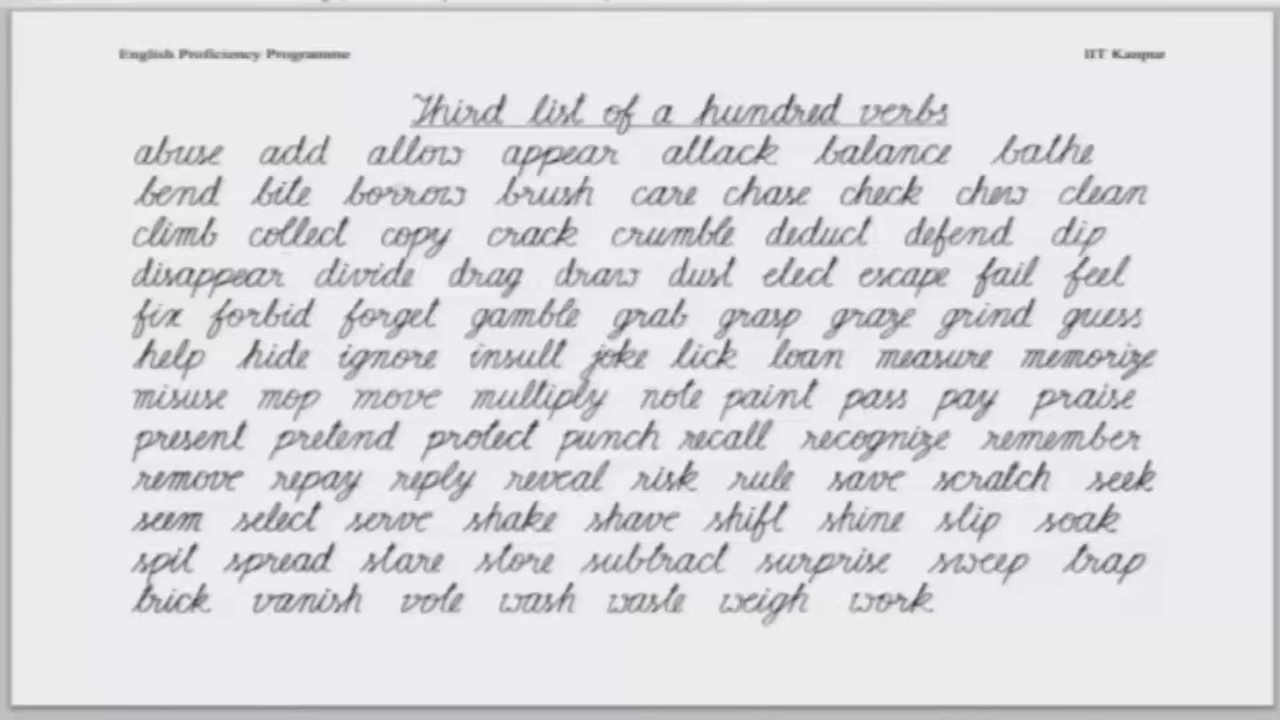 English Proficiency Programme IIT Kanpur
Third list of a hundred verbs
abuse add allow appear attack balance bathe
bend bite borrow brush care chase check chew clean
climb collect copy crack crumble deduct defend dip
disappear divide drag draw dust elect escape fail feel
fix forbid forget gamble grab grasp graze grind guess
help hide ignore insult joke lick loan measure memorize
misuse mop move multiply note paint pass pay praise
present pretend protect punch recall recognize remember
remove repay reply reveal risk rule save scratch seek
seem select serve shake shave shift shine slip soak
spit spread stare store subtract surprise sweep trap
trick vanish vote wash waste weigh work